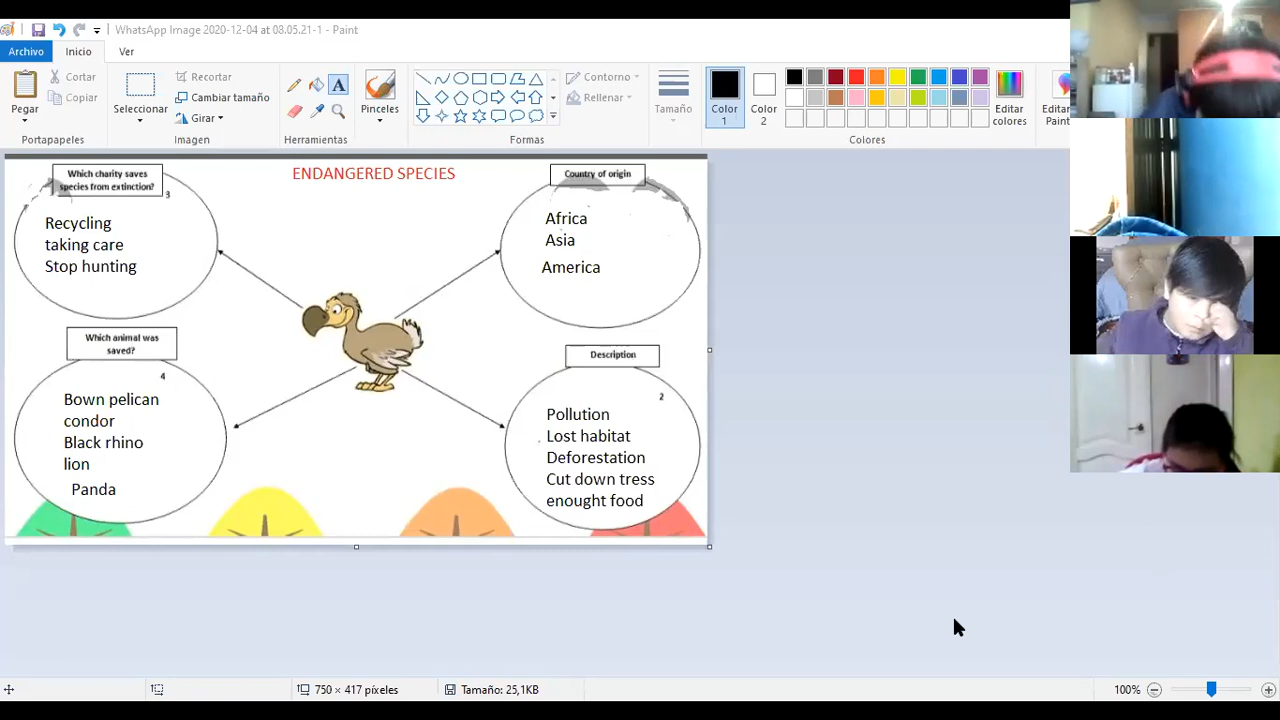 WhatsApp Image 2020-12-04 at 08.05.21-1 - Paint
Archivo
Inicio
Ver
Pegar
Cortar
Copiar
Portapapeles
Seleccionar
Recortar
Cambiar tamaño
Girar
Imagen
A
Herramientas
Pinceles
Contorno
Rellenar
Formas
Tamaño
Color
1
Color
2
Editar
colores
Editar
Paint
Colores
ENDANGERED SPECIES
Which charity saves
species from extinction?
3
Recycling
taking care
Stop hunting
Country of origin
Africa
Asia
America
Which animal was
saved?
4
Bown pelican
condor
Black rhino
lion
Panda
Description
2
Pollution
Lost habitat
Deforestation
Cut down tress
enought food
750 × 417 píxeles
Tamaño: 25,1KB
100%